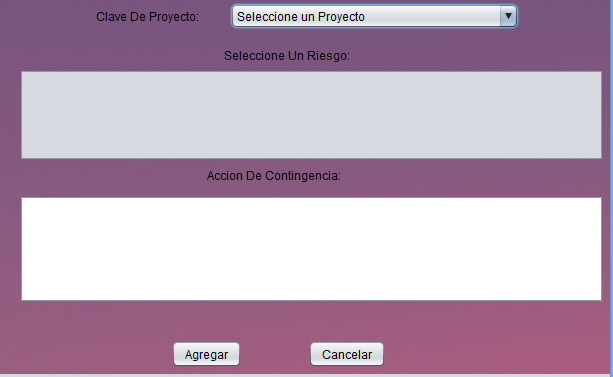 Clave De Proyecto: Seleccione un Proyecto
Seleccione Un Riesgo:
Accion De Contingencia:
Agregar Cancelar